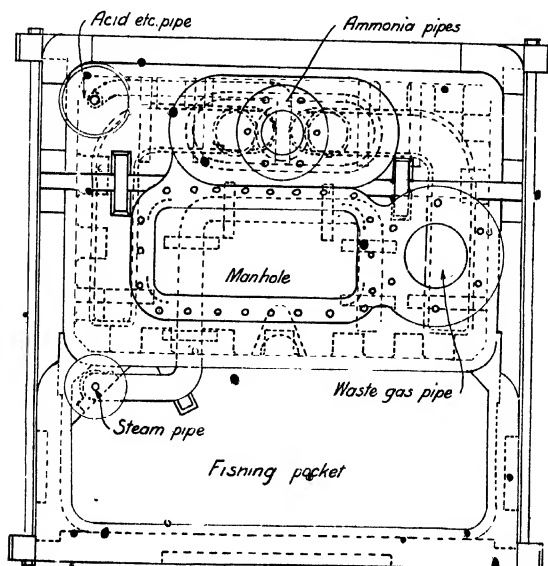 Acid etc. pipe
Ammonia pipes
Manhole
Waste gas pipe
Steam pipe
Fishing pocket